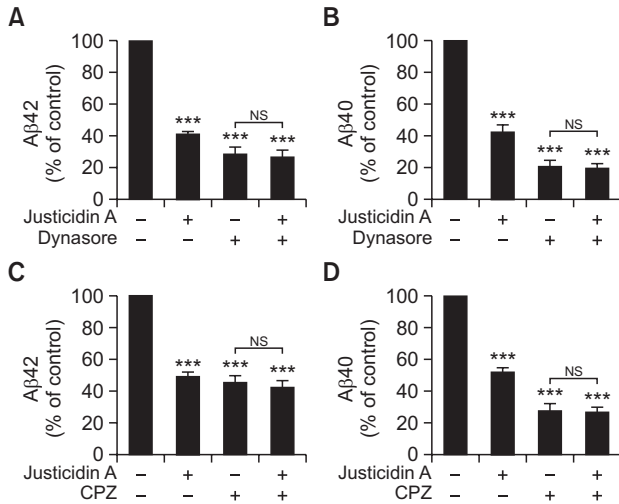 A
Aβ42
(% of control)
100
80
60
40
20
0
***
***
NS
***
Justicidin A – + – +
Dynasore – – + +
B
Aβ40
(% of control)
100
80
60
40
20
0
***
***
NS
***
Justicidin A – + – +
Dynasore – – + +
C
Aβ42
(% of control)
100
80
60
40
20
0
***
***
NS
***
Justicidin A – + – +
CPZ – – + +
D
Aβ40
(% of control)
100
80
60
40
20
0
***
***
NS
***
Justicidin A – + – +
CPZ – – + +